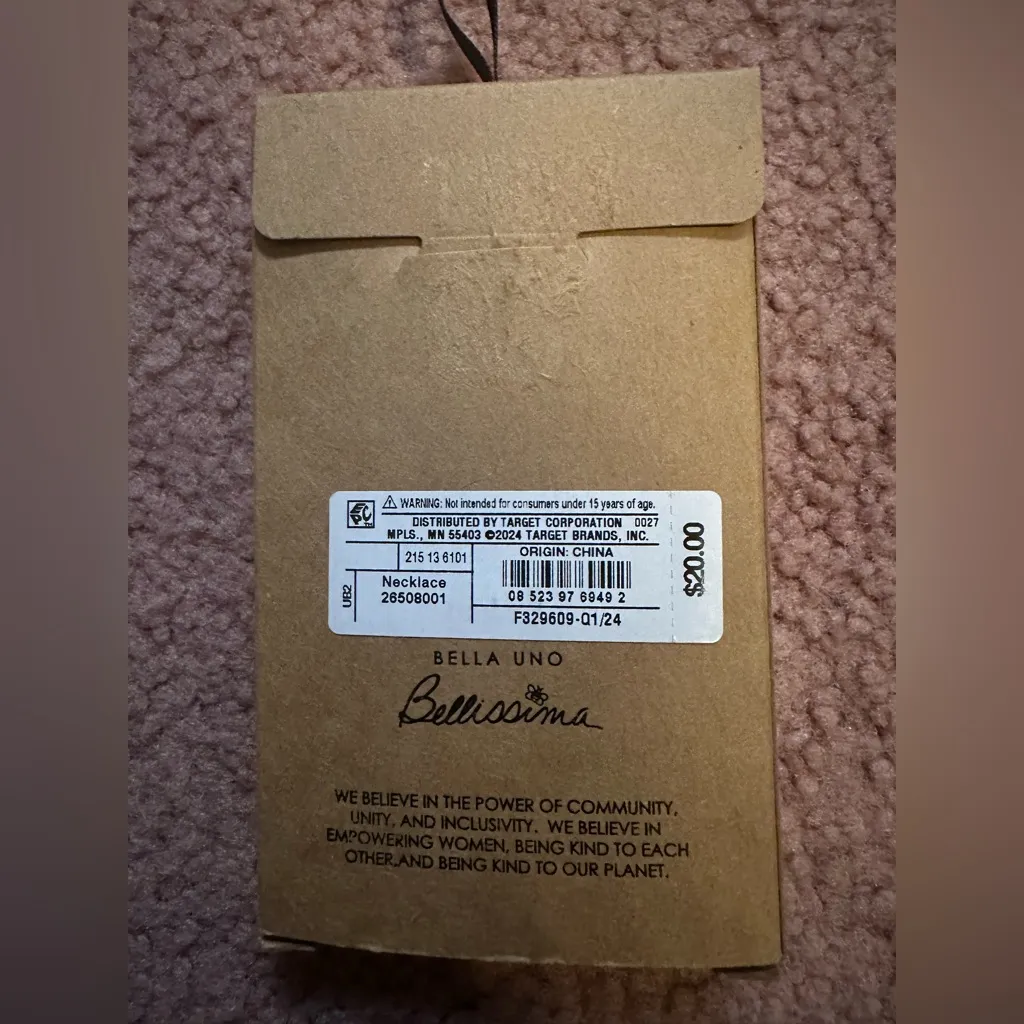 WARNING: Not intended for consumers under 15 years of age.
DISTRIBUTED BY TARGET CORPORATION 0027
MPLS., MN 55403 ©2024 TARGET BRANDS, INC.
215 13 6101
ORIGIN: CHINA
UB2
Necklace
26508001
08 523 97 6949 2
F329609-Q1/24
$20.00
BELLA UNO
Bellissima
WE BELIEVE IN THE POWER OF COMMUNITY,
UNITY, AND INCLUSIVITY. WE BELIEVE IN
EMPOWERING WOMEN, BEING KIND TO EACH
OTHER,AND BEING KIND TO OUR PLANET.